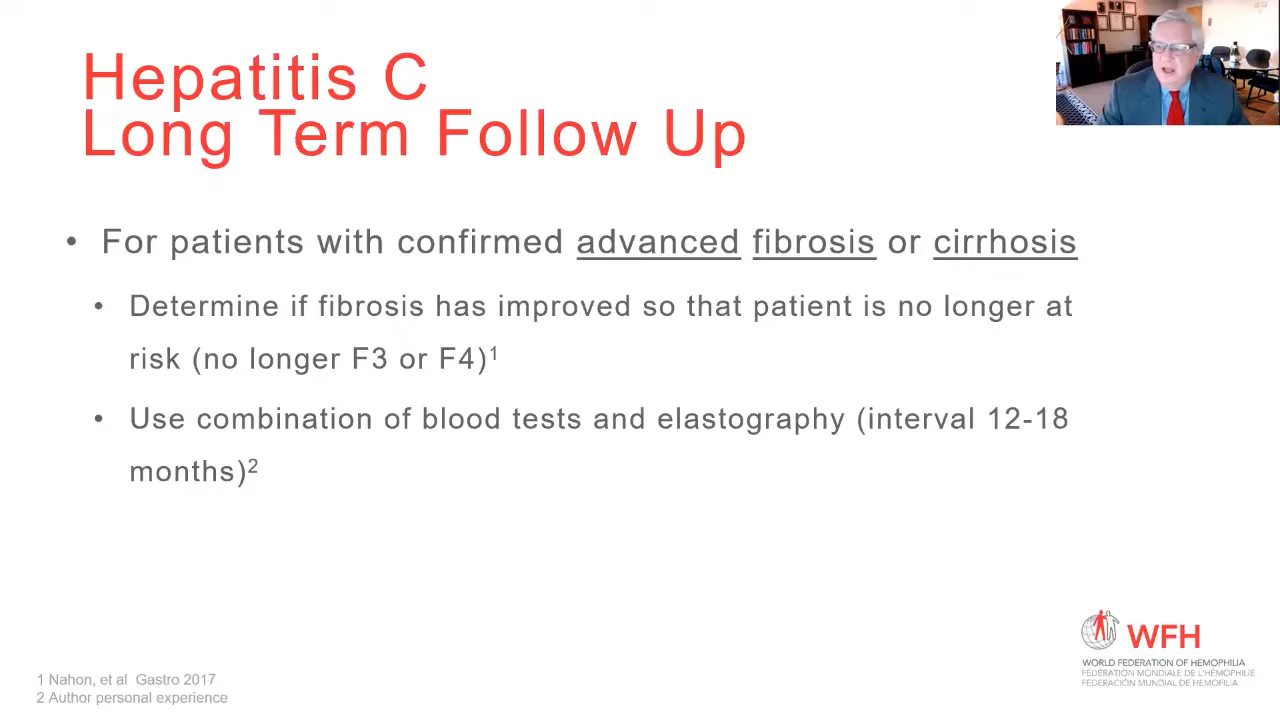 Hepatitis C
Long Term Follow Up
• For patients with confirmed advanced fibrosis or cirrhosis
• Determine if fibrosis has improved so that patient is no longer at
risk (no longer F3 or F4)¹
• Use combination of blood tests and elastography (interval 12-18
months)²
WFH
WORLD FEDERATION OF HEMOPHILIA
FÉDÉRATION MONDIALE DE L'HÉMOPHILIE
FEDERACIÓN MUNDIAL DE HEMOFILIA
1 Nahon, et al Gastro 2017
2 Author personal experience